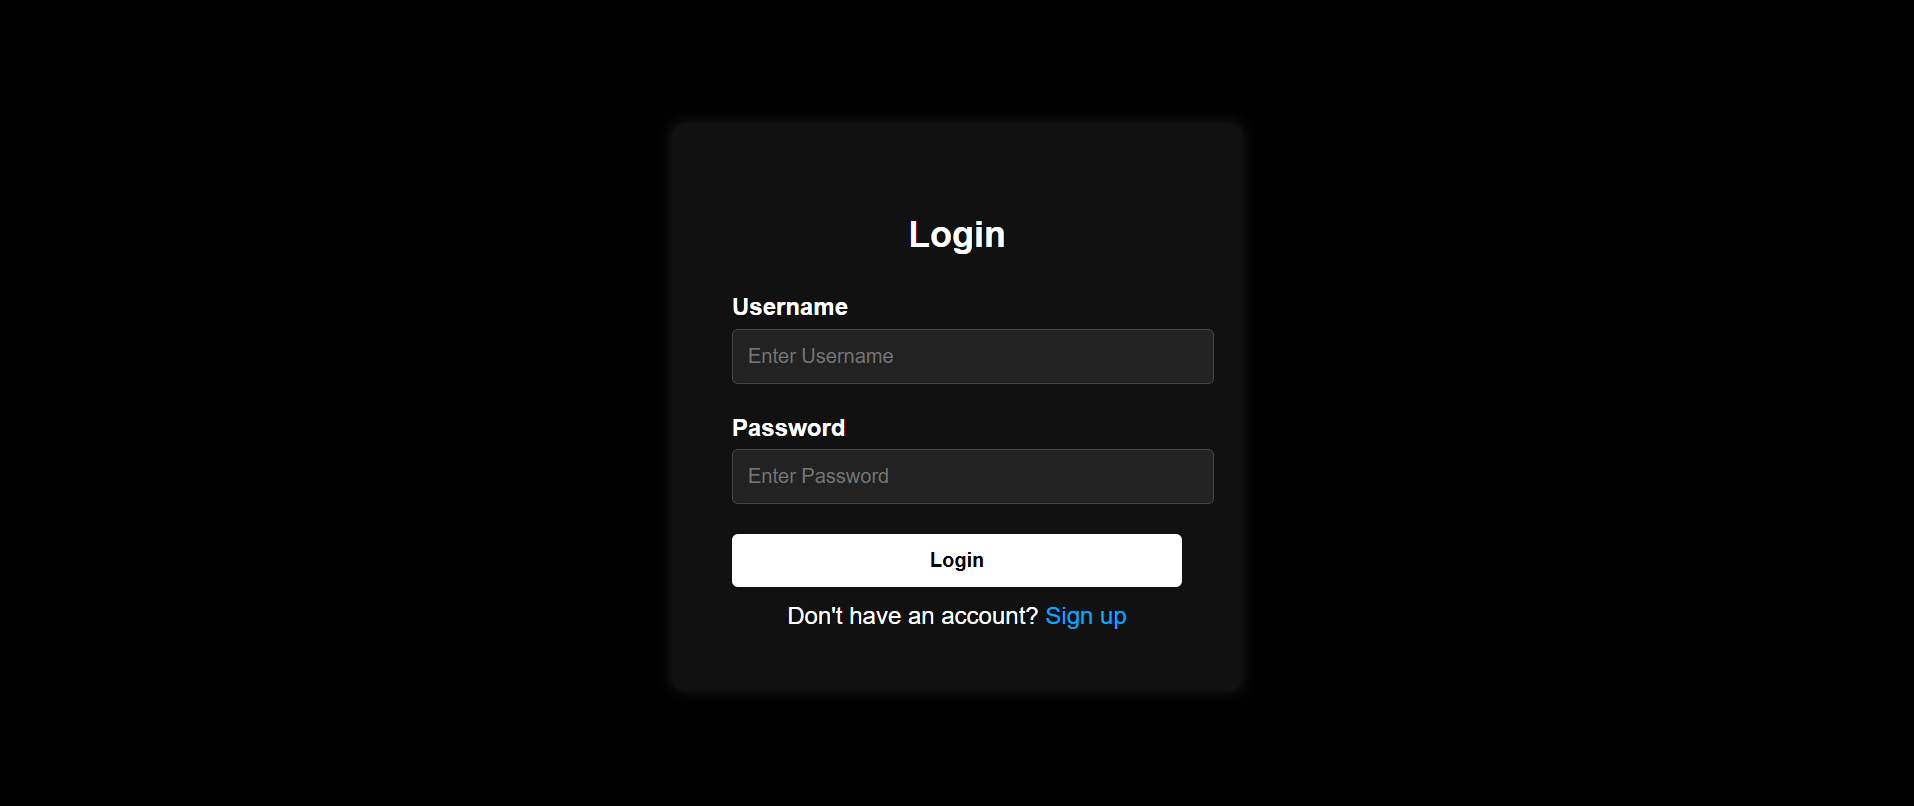 Login
Username
Enter Username
Password
Enter Password
Login
Don't have an account? Sign up